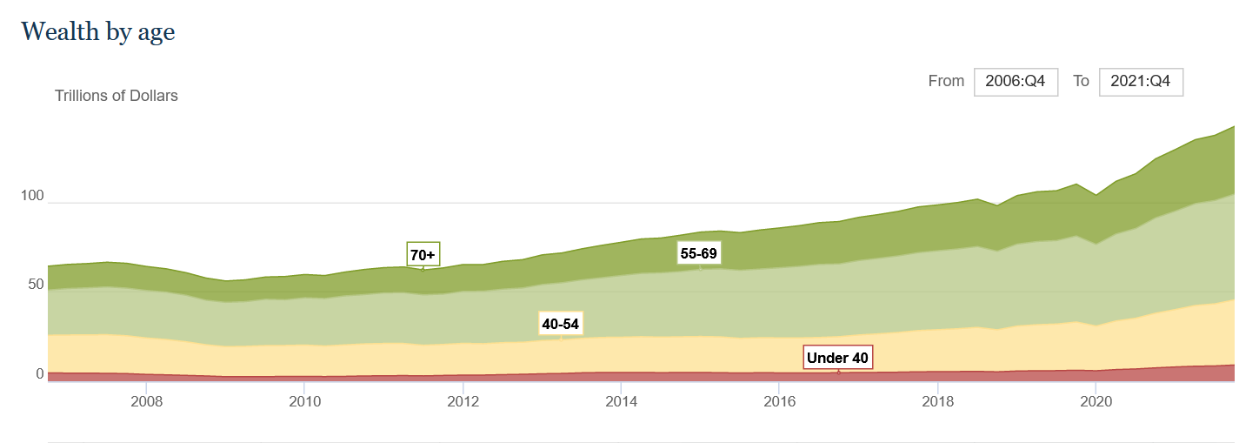 Wealth by age
From 2006:Q4 To 2021:Q4
Trillions of Dollars
100
70+
55-69
50
40-54
Under 40
0
2008 2010 2012 2014 2016 2018 2020